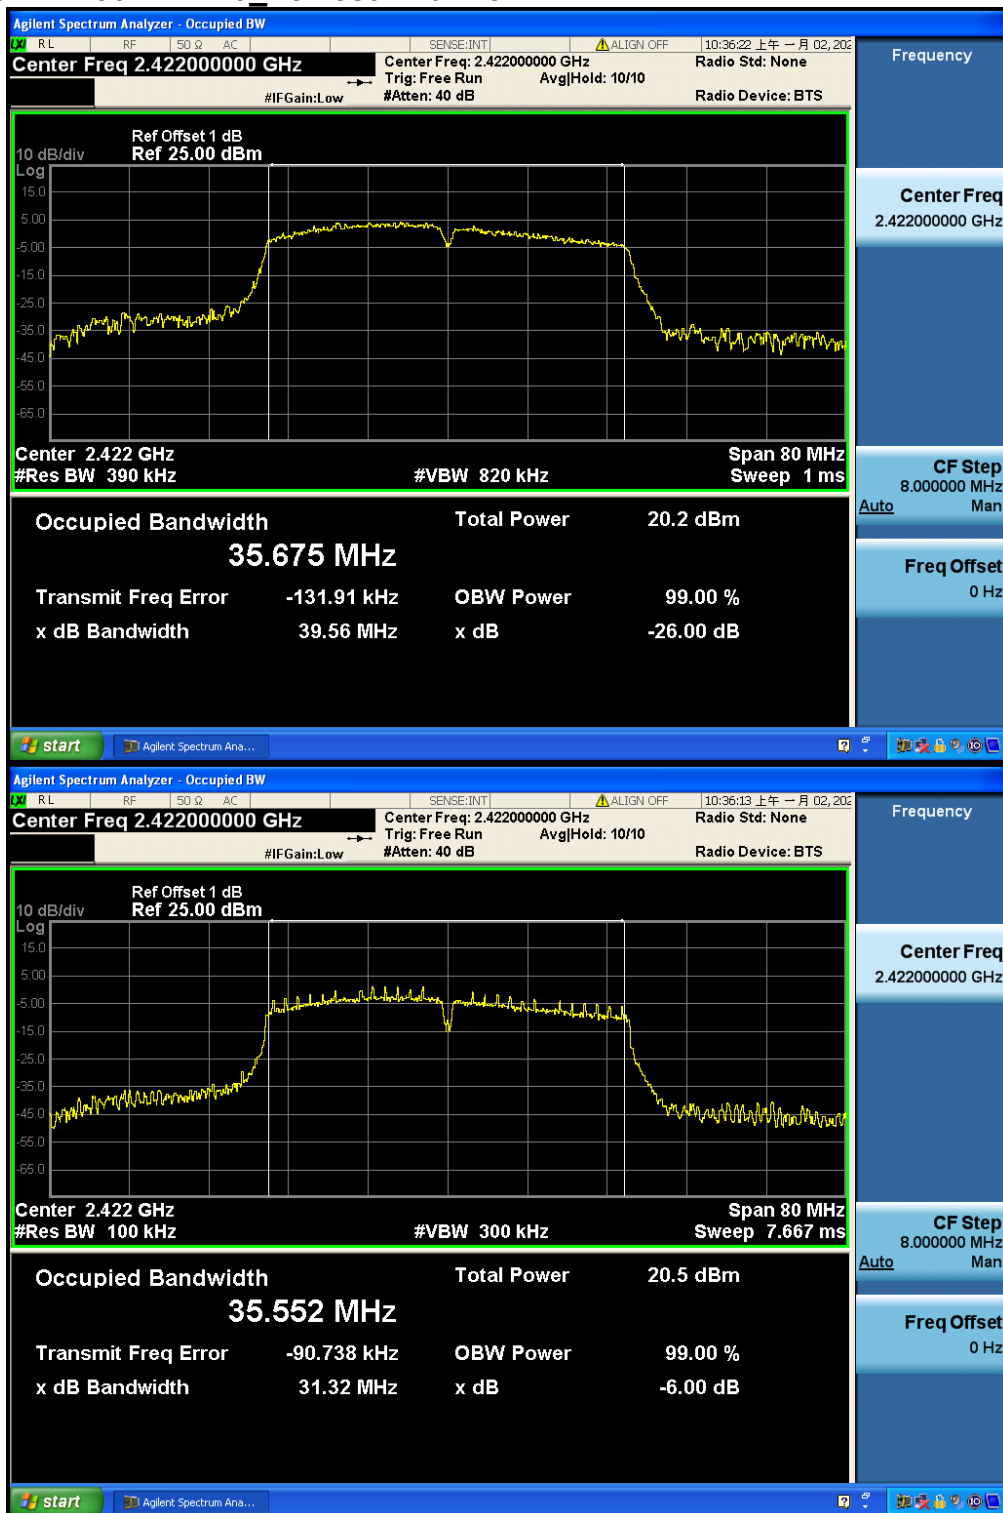 Agilent Spectrum Analyzer - Occupied BW
LXI RL RF 50 Ω AC SENSE:INT ALIGN OFF 10:36:22 上午 一月 02, 202
Center Freq 2.422000000 GHz
Center Freq: 2.422000000 GHz
Radio Std: None
Trig: Free Run Avg|Hold: 10/10
#IFGain:Low #Atten: 40 dB Radio Device: BTS
Frequency
Ref Offset 1 dB
10 dB/div Ref 25.00 dBm
Log
15.0
5.00
-5.00
-15.0
-25.0
-35.0
-45.0
-55.0
-65.0
Center Freq
2.422000000 GHz
Center 2.422 GHz Span 80 MHz
#Res BW 390 kHz #VBW 820 kHz Sweep 1 ms
CF Step
8.000000 MHz
Auto Man
Occupied Bandwidth Total Power 20.2 dBm
35.675 MHz
Transmit Freq Error -131.91 kHz OBW Power 99.00 %
x dB Bandwidth 39.56 MHz x dB -26.00 dB
Freq Offset
0 Hz
start Agilent Spectrum Ana...
Agilent Spectrum Analyzer - Occupied BW
LXI RL RF 50 Ω AC SENSE:INT ALIGN OFF 10:36:13 上午 一月 02, 202
Center Freq 2.422000000 GHz
Center Freq: 2.422000000 GHz
Radio Std: None
Trig: Free Run Avg|Hold: 10/10
#IFGain:Low #Atten: 40 dB Radio Device: BTS
Frequency
Ref Offset 1 dB
10 dB/div Ref 25.00 dBm
Log
15.0
5.00
-5.00
-15.0
-25.0
-35.0
-45.0
-55.0
-65.0
Center Freq
2.422000000 GHz
Center 2.422 GHz Span 80 MHz
#Res BW 100 kHz #VBW 300 kHz Sweep 7.667 ms
CF Step
8.000000 MHz
Auto Man
Occupied Bandwidth Total Power 20.5 dBm
35.552 MHz
Transmit Freq Error -90.738 kHz OBW Power 99.00 %
x dB Bandwidth 31.32 MHz x dB -6.00 dB
Freq Offset
0 Hz
start Agilent Spectrum Ana...